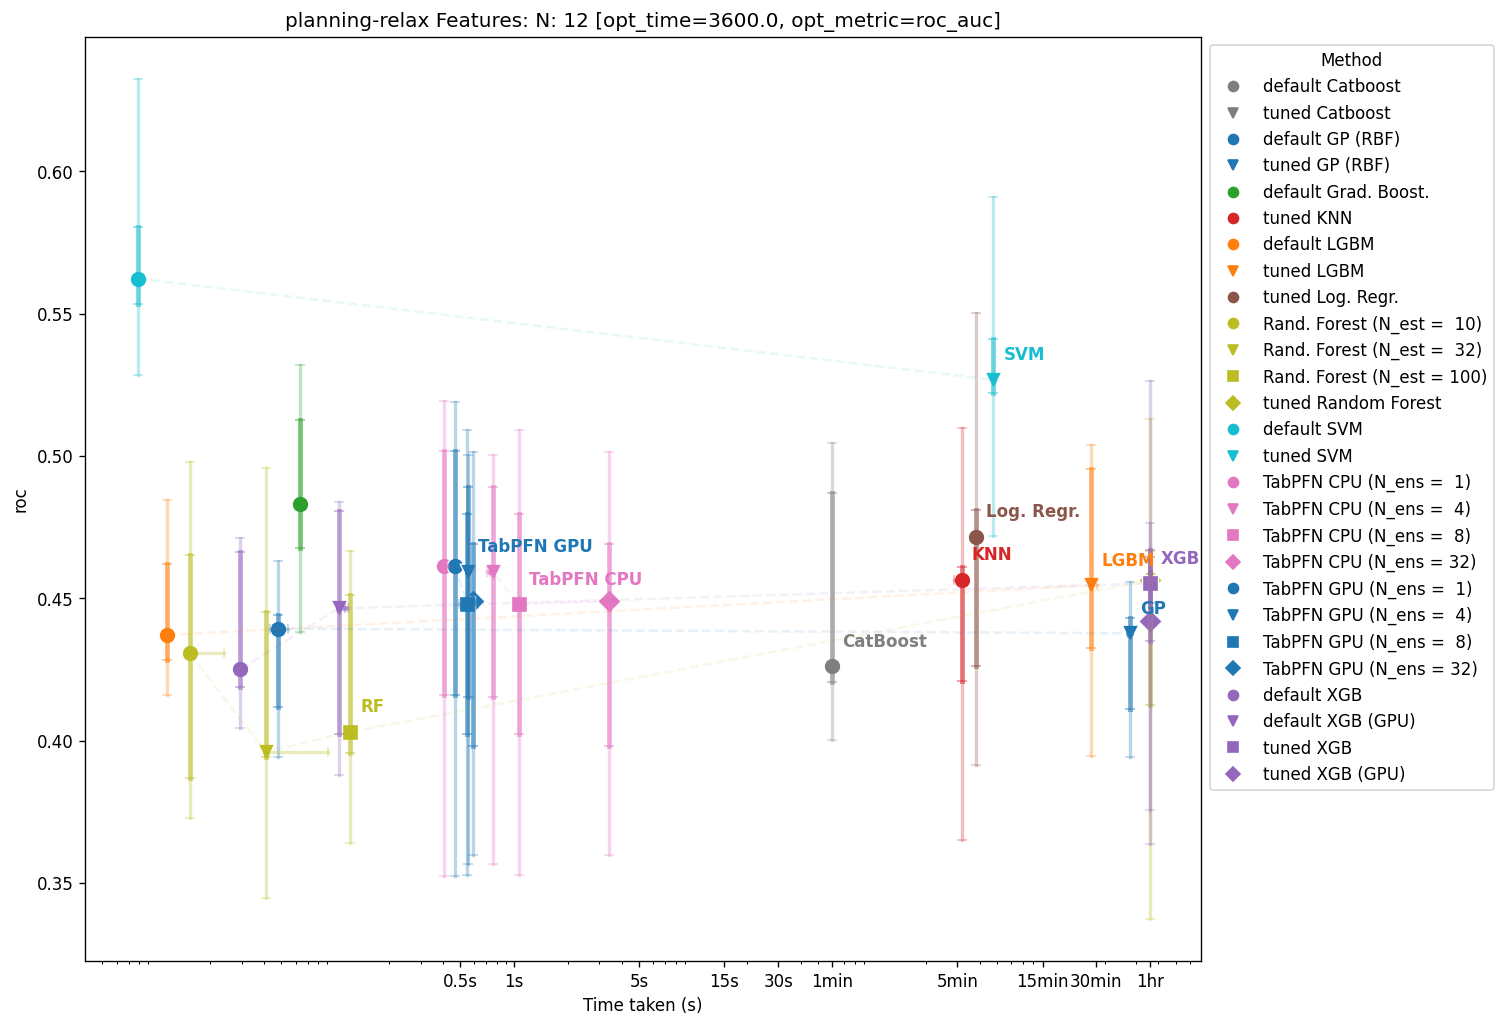 planning-relax Features: N: 12 [opt_time=3600.0, opt_metric=roc_auc]
roc
0.60
0.55
0.50
0.45
0.40
0.35
SVM
Log. Regr.
TabPFN GPU
KNN
LGBM
XGB
TabPFN CPU
GP
CatBoost
RF
0.5s
1s
5s
15s
30s
1min
5min
15min
30min
1hr
Time taken (s)
Method
default Catboost
tuned Catboost
default GP (RBF)
tuned GP (RBF)
default Grad. Boost.
tuned KNN
default LGBM
tuned LGBM
tuned Log. Regr.
Rand. Forest (N_est =  10)
Rand. Forest (N_est =  32)
Rand. Forest (N_est = 100)
tuned Random Forest
default SVM
tuned SVM
TabPFN CPU (N_ens =  1)
TabPFN CPU (N_ens =  4)
TabPFN CPU (N_ens =  8)
TabPFN CPU (N_ens = 32)
TabPFN GPU (N_ens =  1)
TabPFN GPU (N_ens =  4)
TabPFN GPU (N_ens =  8)
TabPFN GPU (N_ens = 32)
default XGB
default XGB (GPU)
tuned XGB
tuned XGB (GPU)